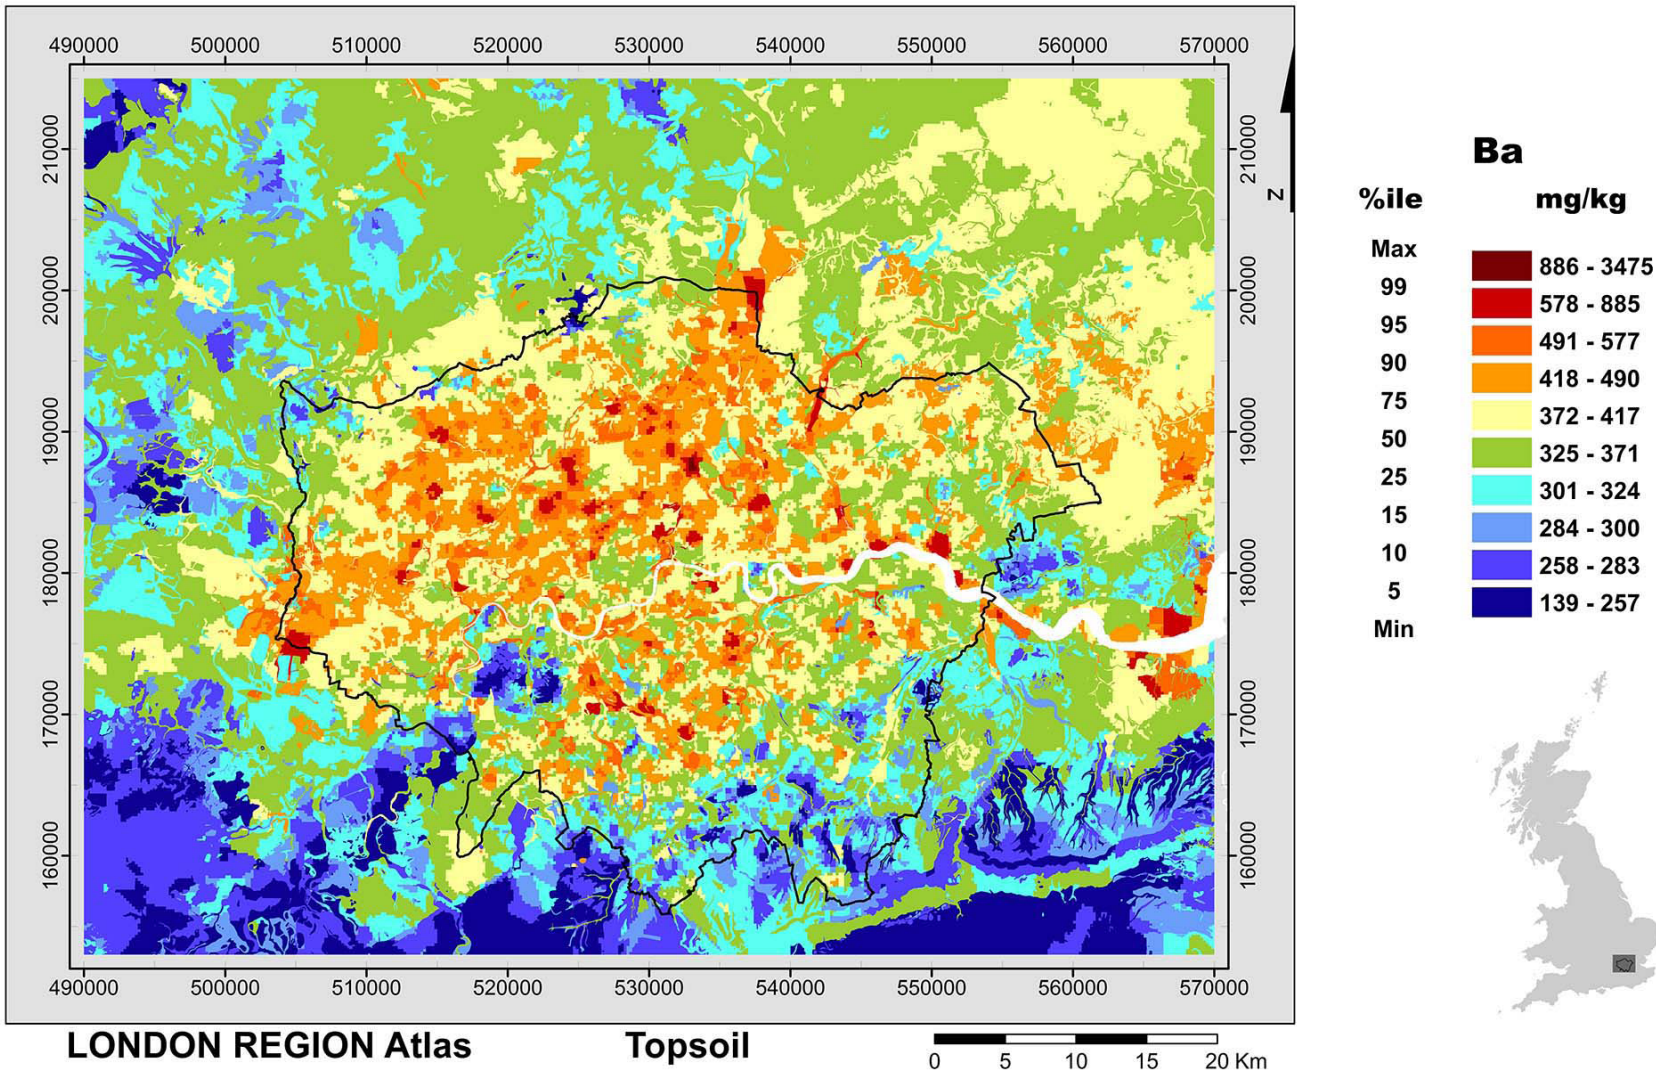 490000 500000 510000 520000 530000 540000 550000 560000 570000
210000 210000
200000 200000
190000 190000
180000 180000
170000 170000
160000 160000
490000 500000 510000 520000 530000 540000 550000 560000 570000
N
LONDON REGION Atlas Topsoil
0 5 10 15 20 Km
Ba
%ile mg/kg
Max
886 - 3475
99
578 - 885
95
491 - 577
90
418 - 490
75
372 - 417
50
325 - 371
25
301 - 324
15
284 - 300
10
258 - 283
5
139 - 257
Min